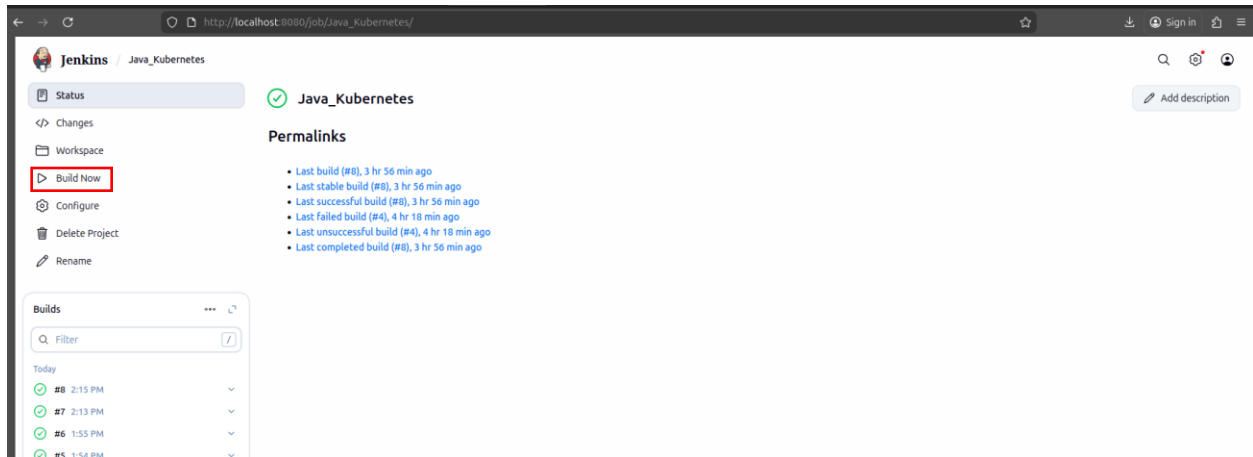 http://localhost:8080/job/Java_Kubernetes/
Sign in
Jenkins / Java_Kubernetes
Status
Changes
Workspace
Build Now
Configure
Delete Project
Rename
Java_Kubernetes
Add description
Permalinks
Last build (#8), 3 hr 56 min ago
Last stable build (#8), 3 hr 56 min ago
Last successful build (#8), 3 hr 56 min ago
Last failed build (#4), 4 hr 18 min ago
Last unsuccessful build (#4), 4 hr 18 min ago
Last completed build (#8), 3 hr 56 min ago
Builds
Filter
/
Today
#8 2:15 PM
#7 2:13 PM
#6 1:55 PM
#5 1:54 PM